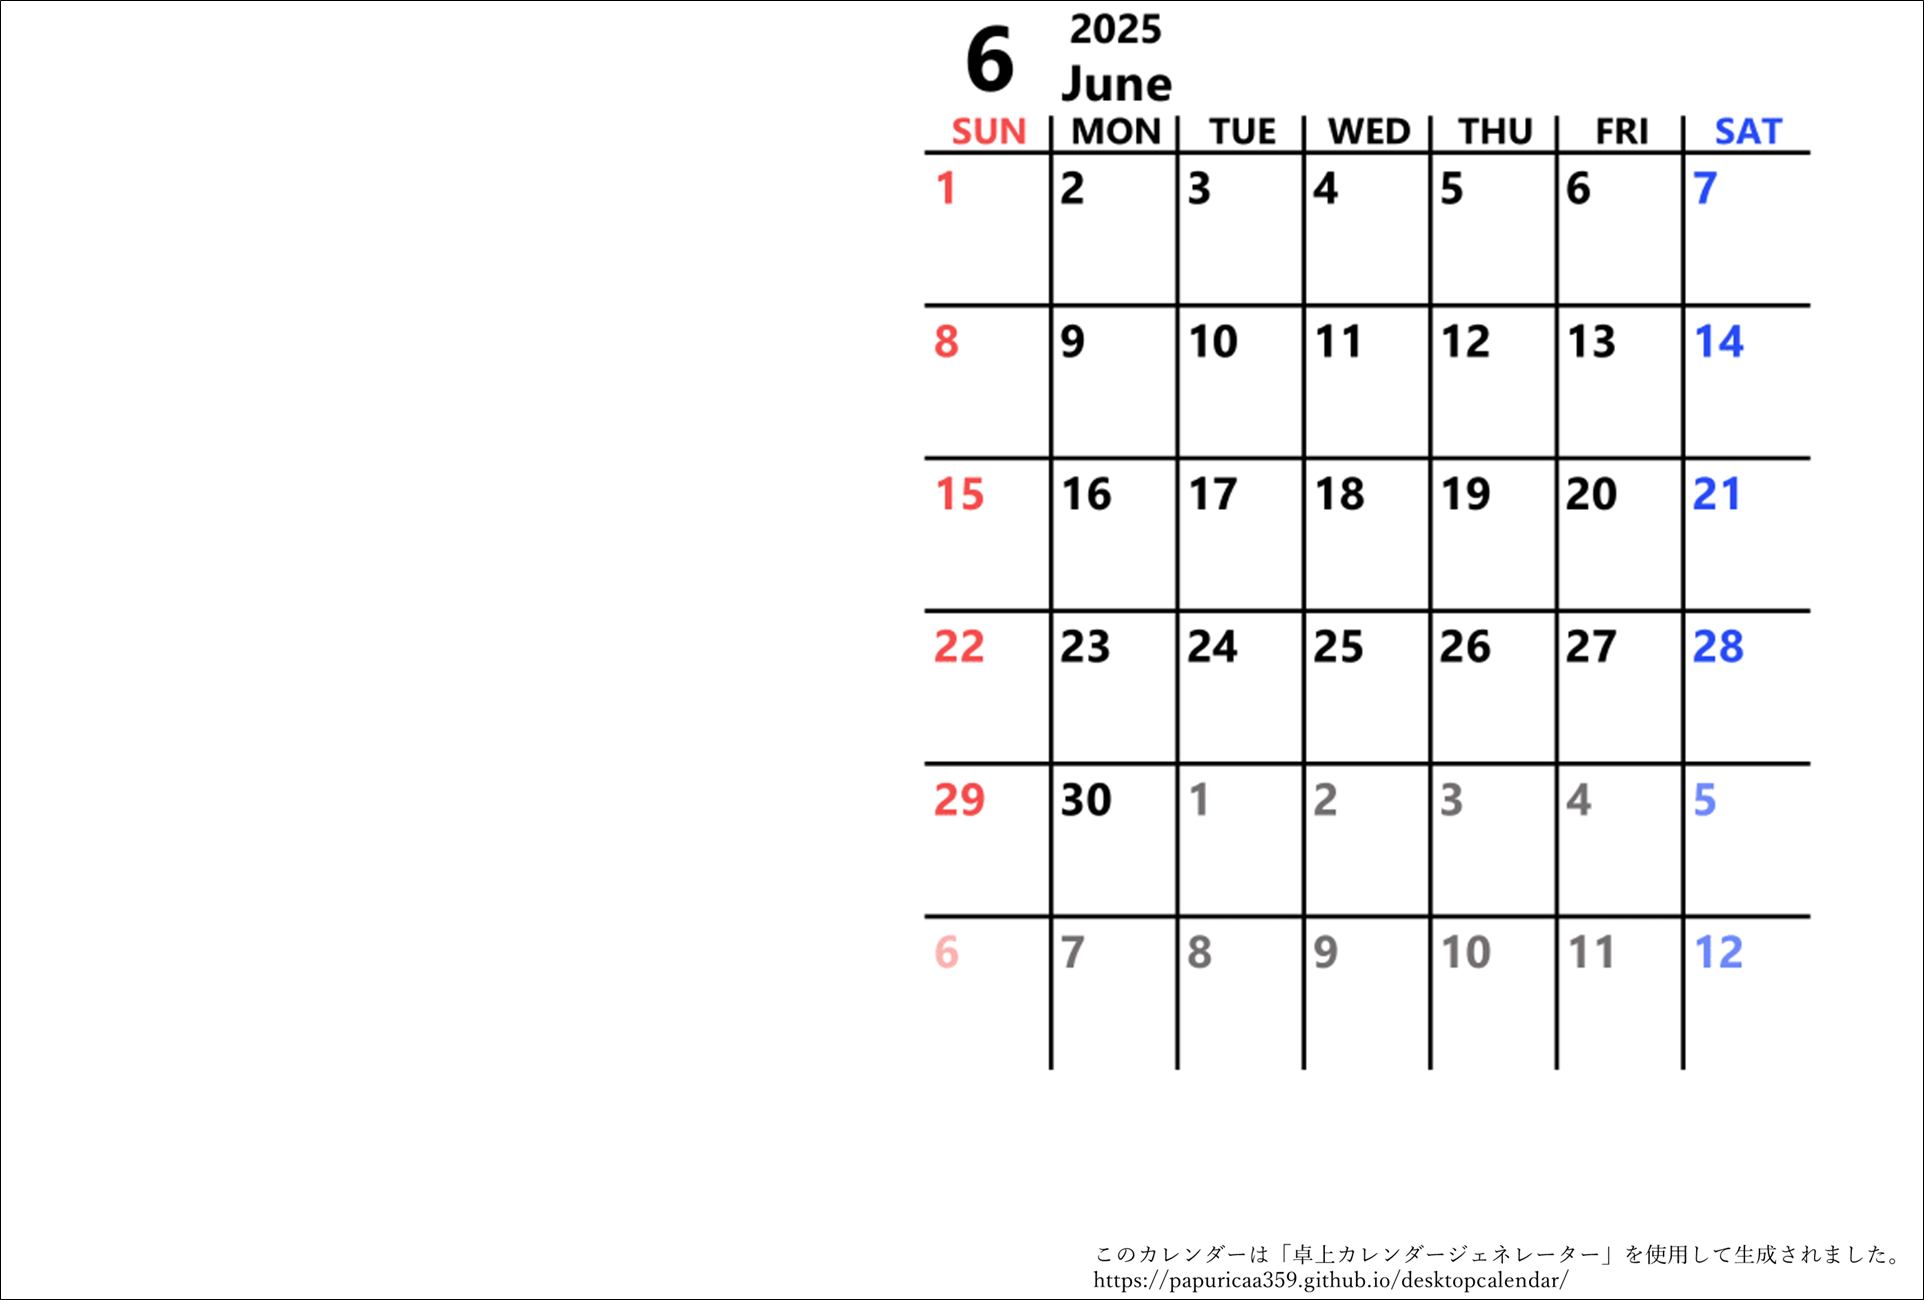 6 2025
June
SUN MON TUE WED THU FRI SAT
1 2 3 4 5 6 7
8 9 10 11 12 13 14
15 16 17 18 19 20 21
22 23 24 25 26 27 28
29 30 1 2 3 4 5
6 7 8 9 10 11 12
このカレンダーは「卓上カレンダージェネレーター」を使用して生成されました。
https://papuricaa359.github.io/desktopcalendar/